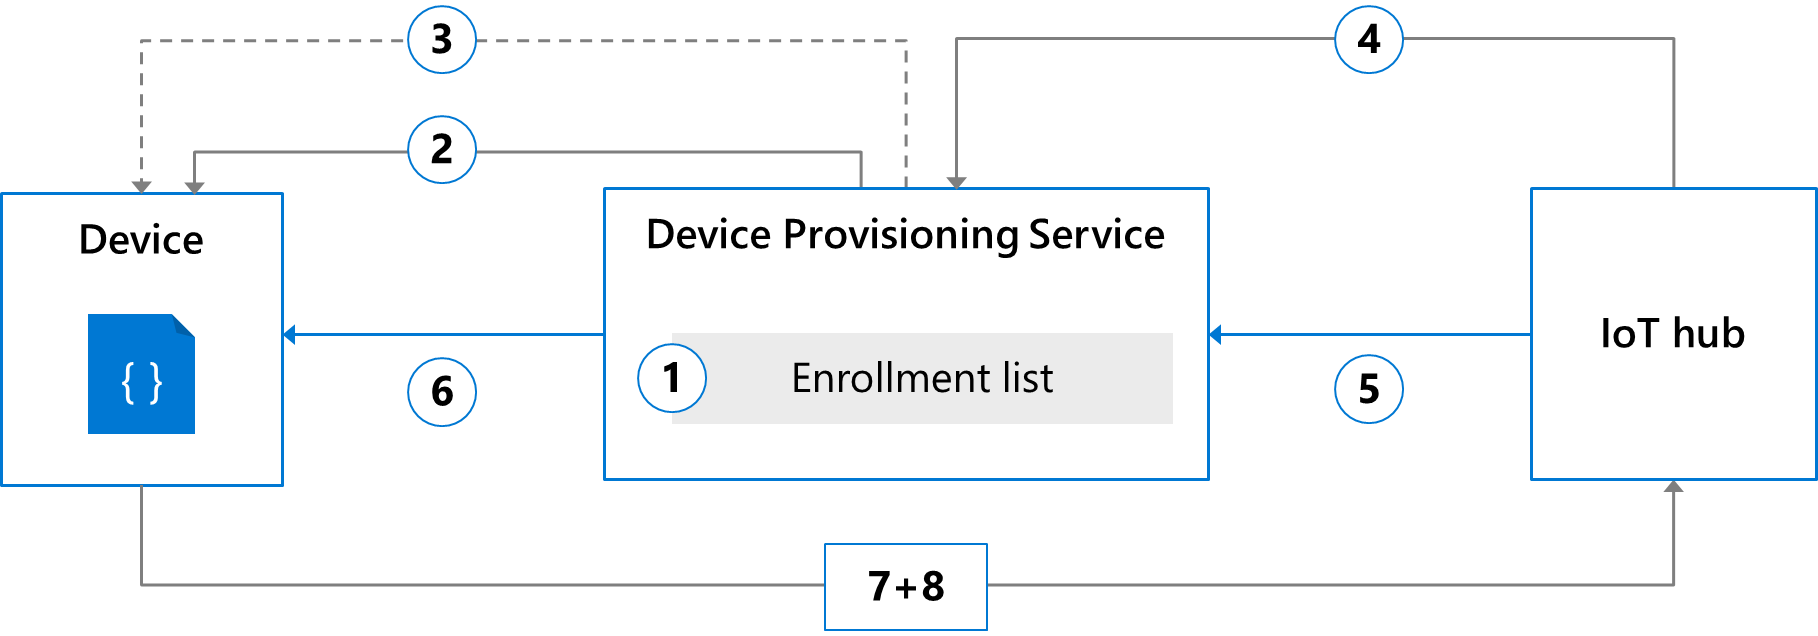 3
4
2
Device
Device Provisioning Service
IoT hub
{ }
1
Enrollment list
6
5
7+8